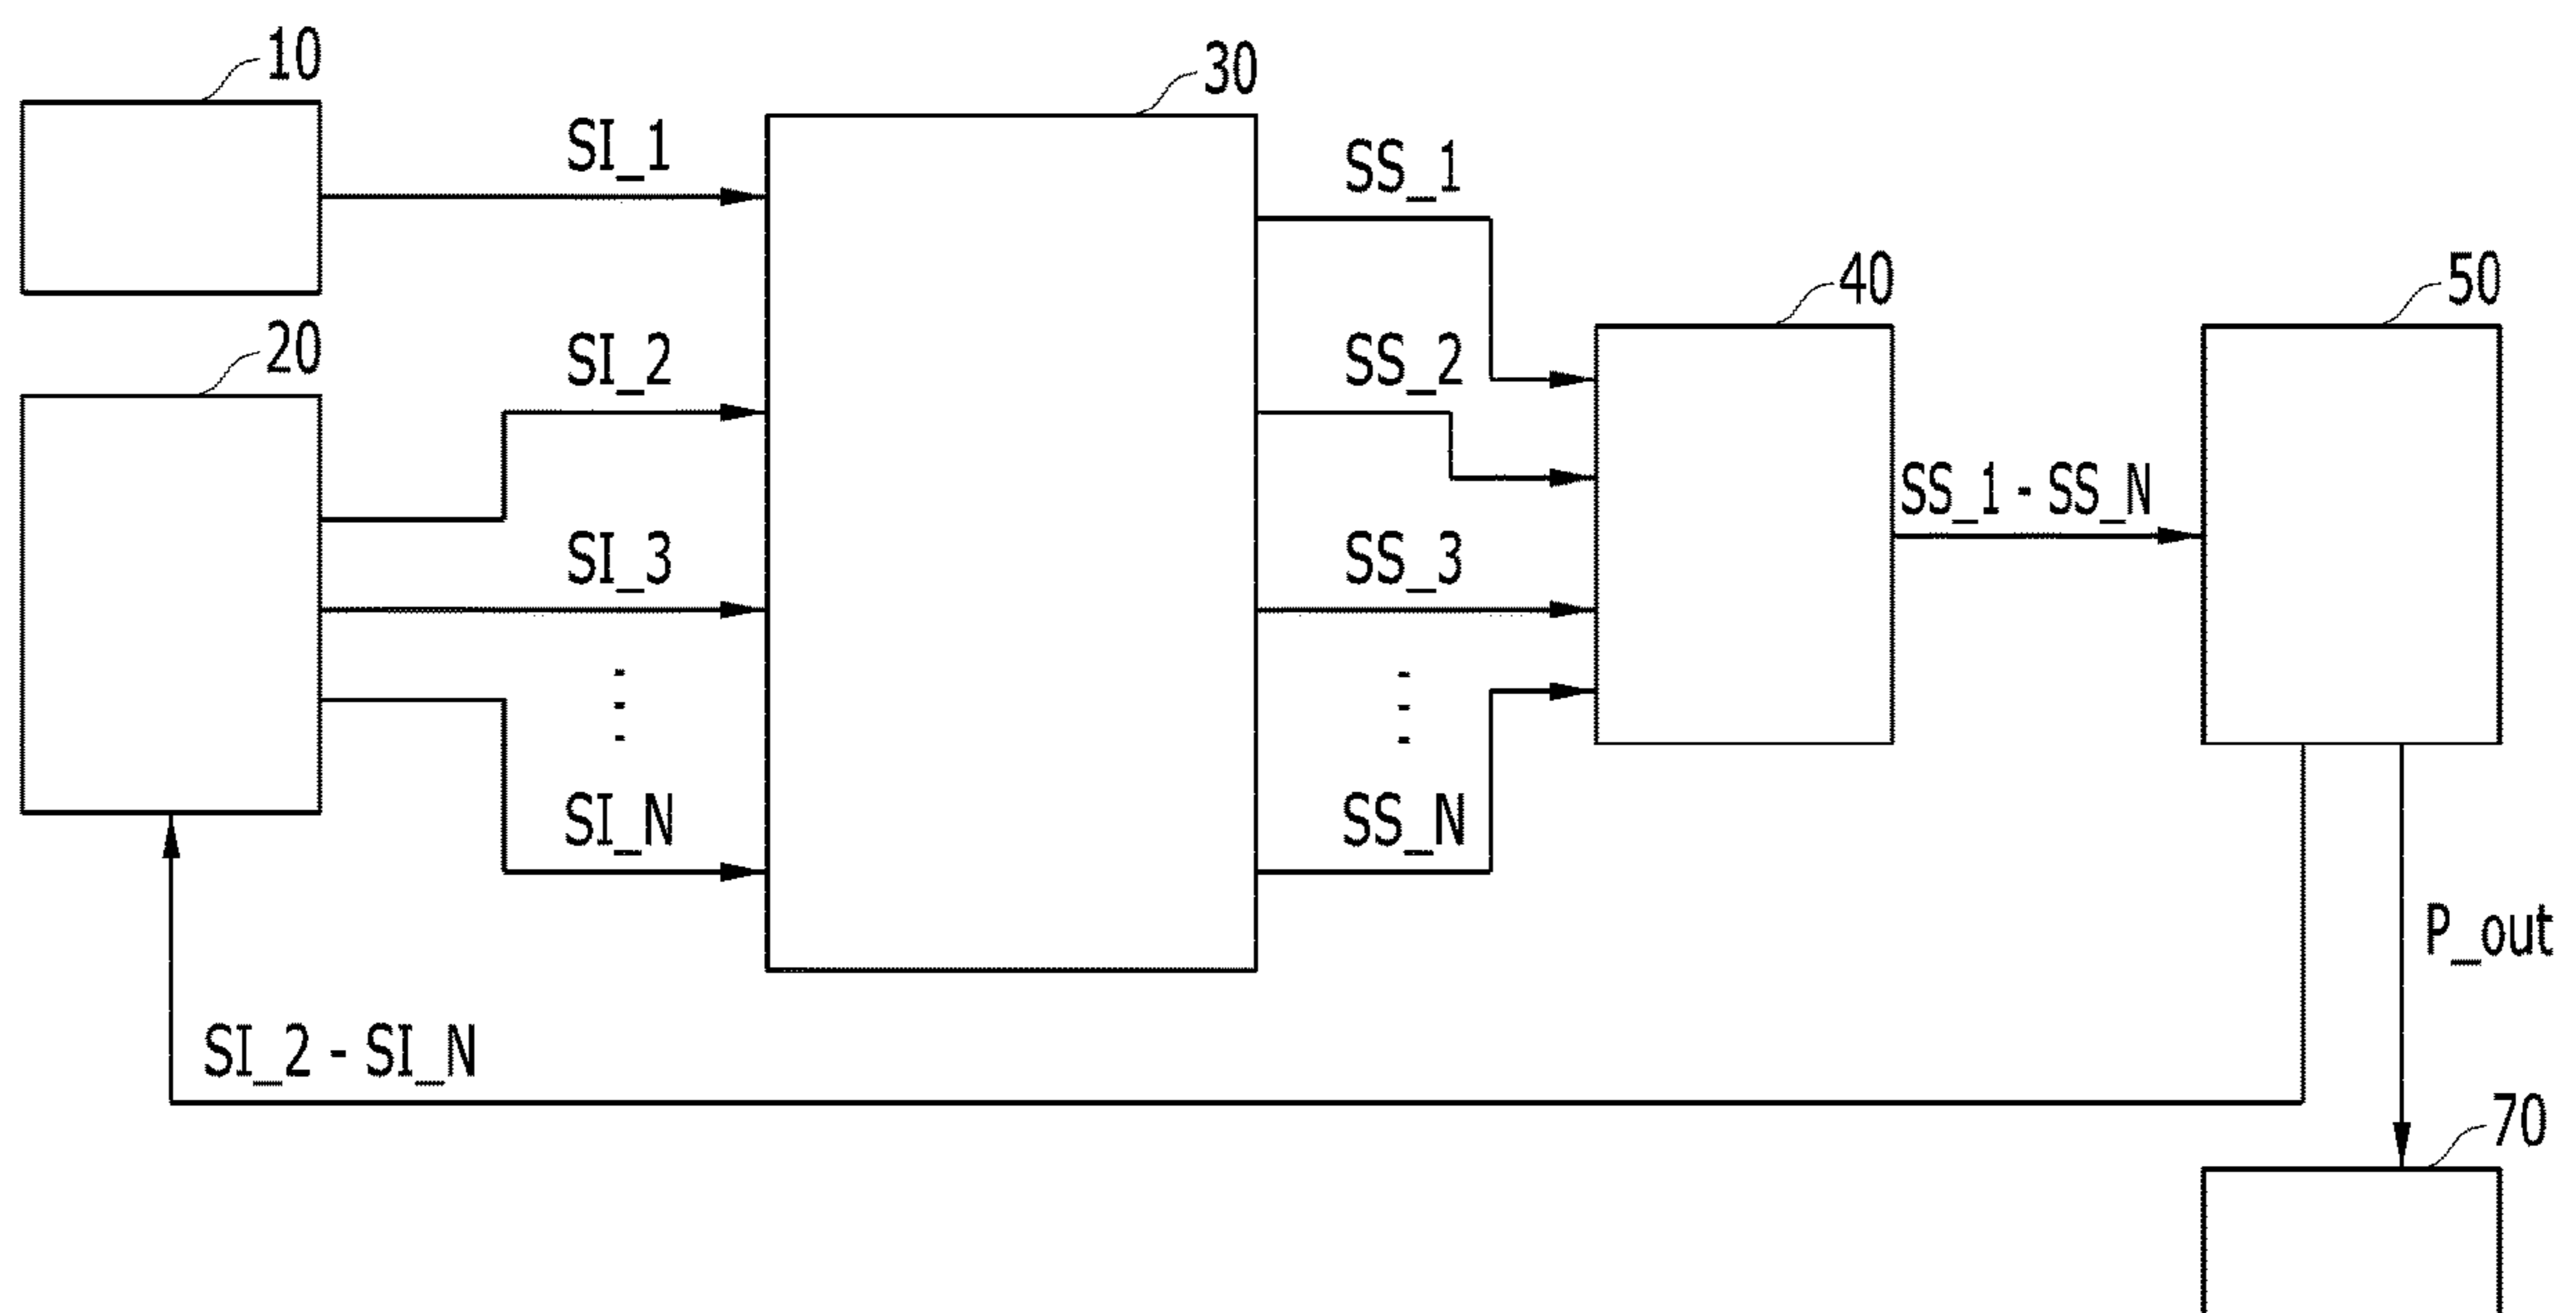 10
30
SI_1
SS_1
40
50
20
SI_2
SS_2
SS_1 - SS_N
SI_3
SS_3
SI_N
SS_N
P_out
SI_2 - SI_N
70